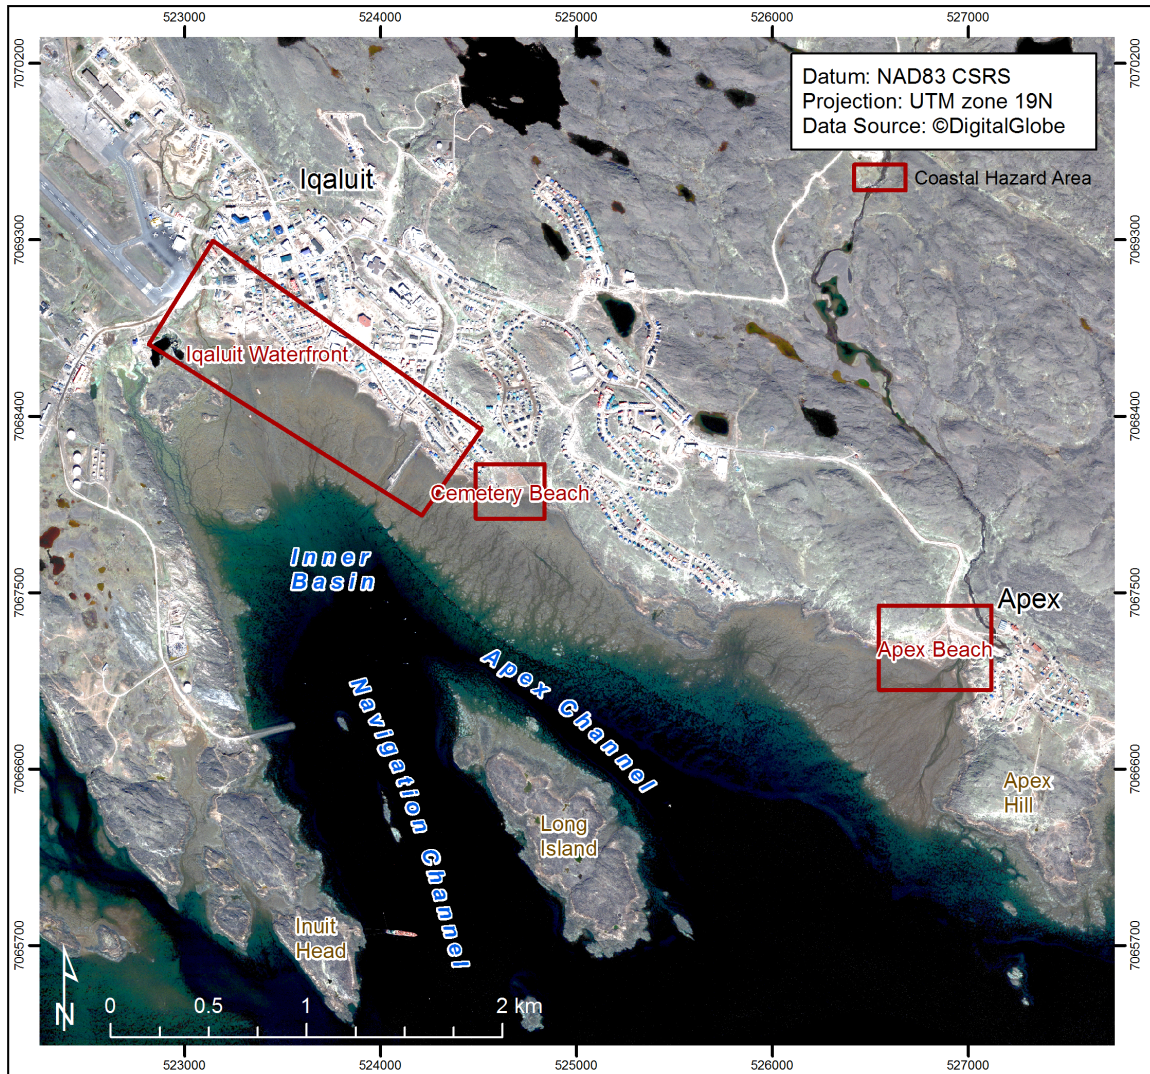 523000 524000 525000 526000 527000
7070200 7070200
Datum: NAD83 CSRS
Projection: UTM zone 19N
Data Source: ©DigitalGlobe
Iqaluit
Coastal Hazard Area
7069300 7069300
Iqaluit Waterfront
7068400 7068400
Cemetery Beach
Inner
Basin
7067500 7067500
Apex
Apex Beach
Apex Channel
Navigation Channel
7066600 7066600
Apex
Hill
Long
Island
Inuit
Head
7065700 7065700
N
0 0.5 1 2 km
523000 524000 525000 526000 527000